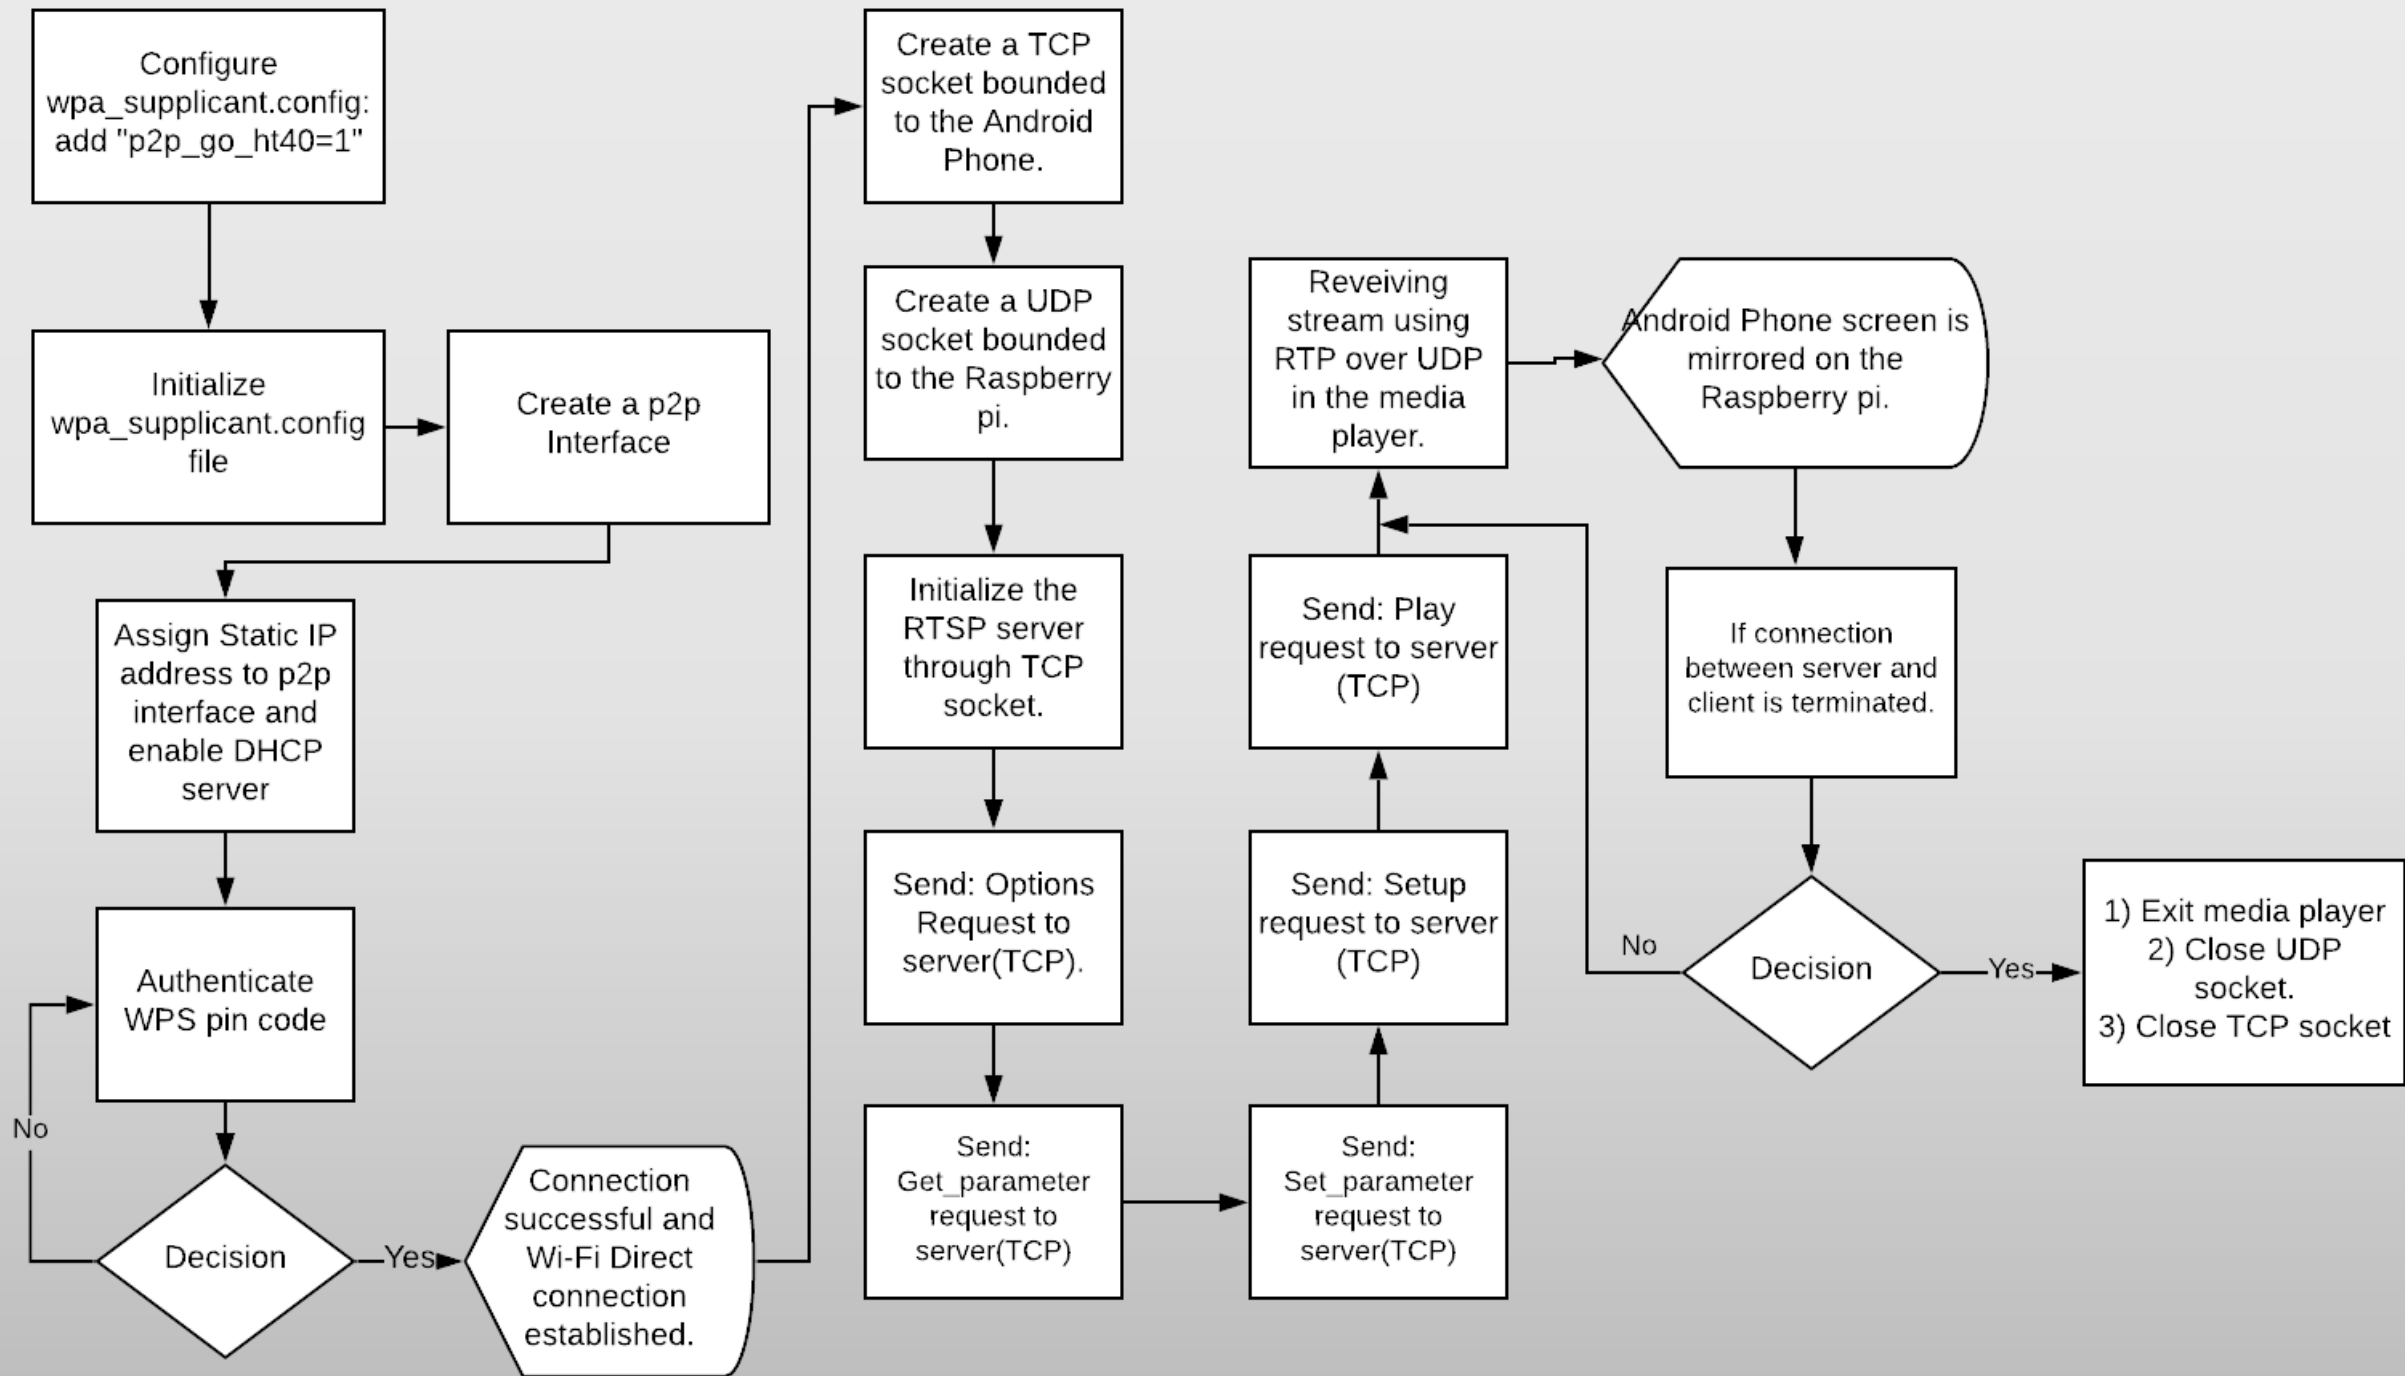 Configure
wpa_supplicant.config:
add "p2p_go_ht40=1"
Initialize
wpa_supplicant.config
file
Create a p2p
Interface
Assign Static IP
address to p2p
interface and
enable DHCP
server
Authenticate
WPS pin code
No
Decision
Yes
Connection
successful and
Wi-Fi Direct
connection
established.
Create a TCP
socket bounded
to the Android
Phone.
Create a UDP
socket bounded
to the Raspberry
pi.
Initialize the
RTSP server
through TCP
socket.
Send: Options
Request to
server(TCP).
Send:
Get_parameter
request to
server(TCP)
Send:
Set_parameter
request to
server(TCP)
Send: Setup
request to server
(TCP)
Send: Play
request to server
(TCP)
Reveiving
stream using
RTP over UDP
in the media
player.
Android Phone screen is
mirrored on the
Raspberry pi.
If connection
between server and
client is terminated.
No
Decision
Yes
1) Exit media player
2) Close UDP
socket.
3) Close TCP socket